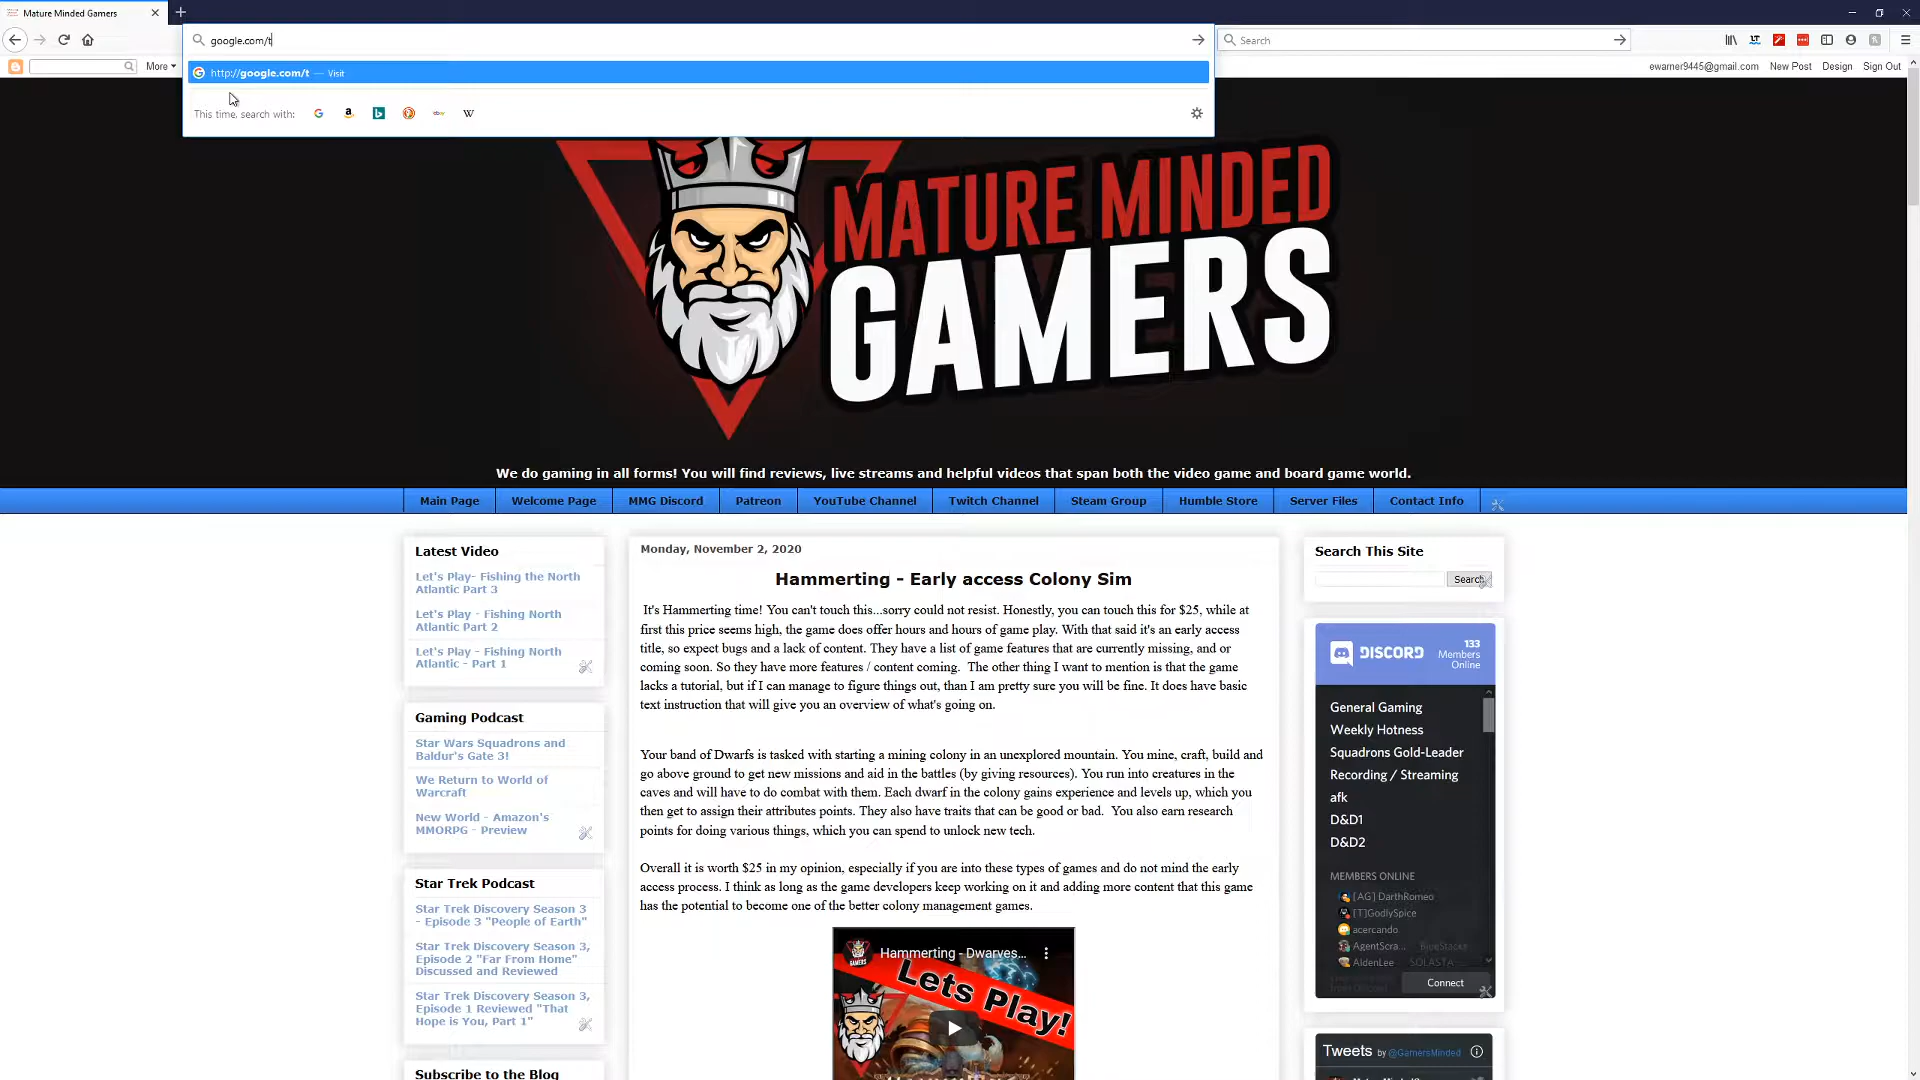 Mature Minded Gamers
google.com/t
Search
http://google.com/t — Visit
This time, search with:
More
ewarner9445@gmail.com New Post Design Sign Out
MATURE MINDED
GAMERS
We do gaming in all forms! You will find reviews, live streams and helpful videos that span both the video game and board game world.
Main Page Welcome Page MMG Discord Patreon YouTube Channel Twitch Channel Steam Group Humble Store Server Files Contact Info
Latest Video
Let's Play- Fishing the North
Atlantic Part 3
Let's Play - Fishing North
Atlantic Part 2
Let's Play - Fishing North
Atlantic - Part 1
Gaming Podcast
Star Wars Squadrons and
Baldur's Gate 3!
We Return to World of
Warcraft
New World - Amazon's
MMORPG - Preview
Star Trek Podcast
Star Trek Discovery Season 3
- Episode 3 "People of Earth"
Star Trek Discovery Season 3,
Episode 2 "Far From Home"
Discussed and Reviewed
Star Trek Discovery Season 3,
Episode 1 Reviewed "That
Hope is You, Part 1"
Subscribe to the Blog
Monday, November 2, 2020
Hammerting - Early access Colony Sim
It's Hammerting time! You can't touch this...sorry could not resist. Honestly, you can touch this for $25, while at
first this price seems high, the game does offer hours and hours of game play. With that said it's an early access
title, so expect bugs and a lack of content. They have a list of game features that are currently missing, and or
coming soon. So they have more features / content coming. The other thing I want to mention is that the game
lacks a tutorial, but if I can manage to figure things out, than I am pretty sure you will be fine. It does have basic
text instruction that will give you an overview of what's going on.
Your band of Dwarfs is tasked with starting a mining colony in an unexplored mountain. You mine, craft, build and
go above ground to get new missions and aid in the battles (by giving resources). You run into creatures in the
caves and will have to do combat with them. Each dwarf in the colony gains experience and levels up, which you
then get to assign their attributes points. They also have traits that can be good or bad. You also earn research
points for doing various things, which you can spend to unlock new tech.
Overall it is worth $25 in my opinion, especially if you are into these types of games and do not mind the early
access process. I think as long as the game developers keep working on it and adding more content that this game
has the potential to become one of the better colony management games.
Hammerting - Dwarves...
GAMERS
Lets Play!
Search This Site
Search
DISCORD
133
Members
Online
General Gaming
Weekly Hotness
Squadrons Gold-Leader
Recording / Streaming
afk
D&D1
D&D2
MEMBERS ONLINE
[AG] DarthRomeo
[T]GodlySpice
acercando
AgentScra... BlueStacks
AldenLee SOLASTA
Connect
Tweets by @GamersMinded